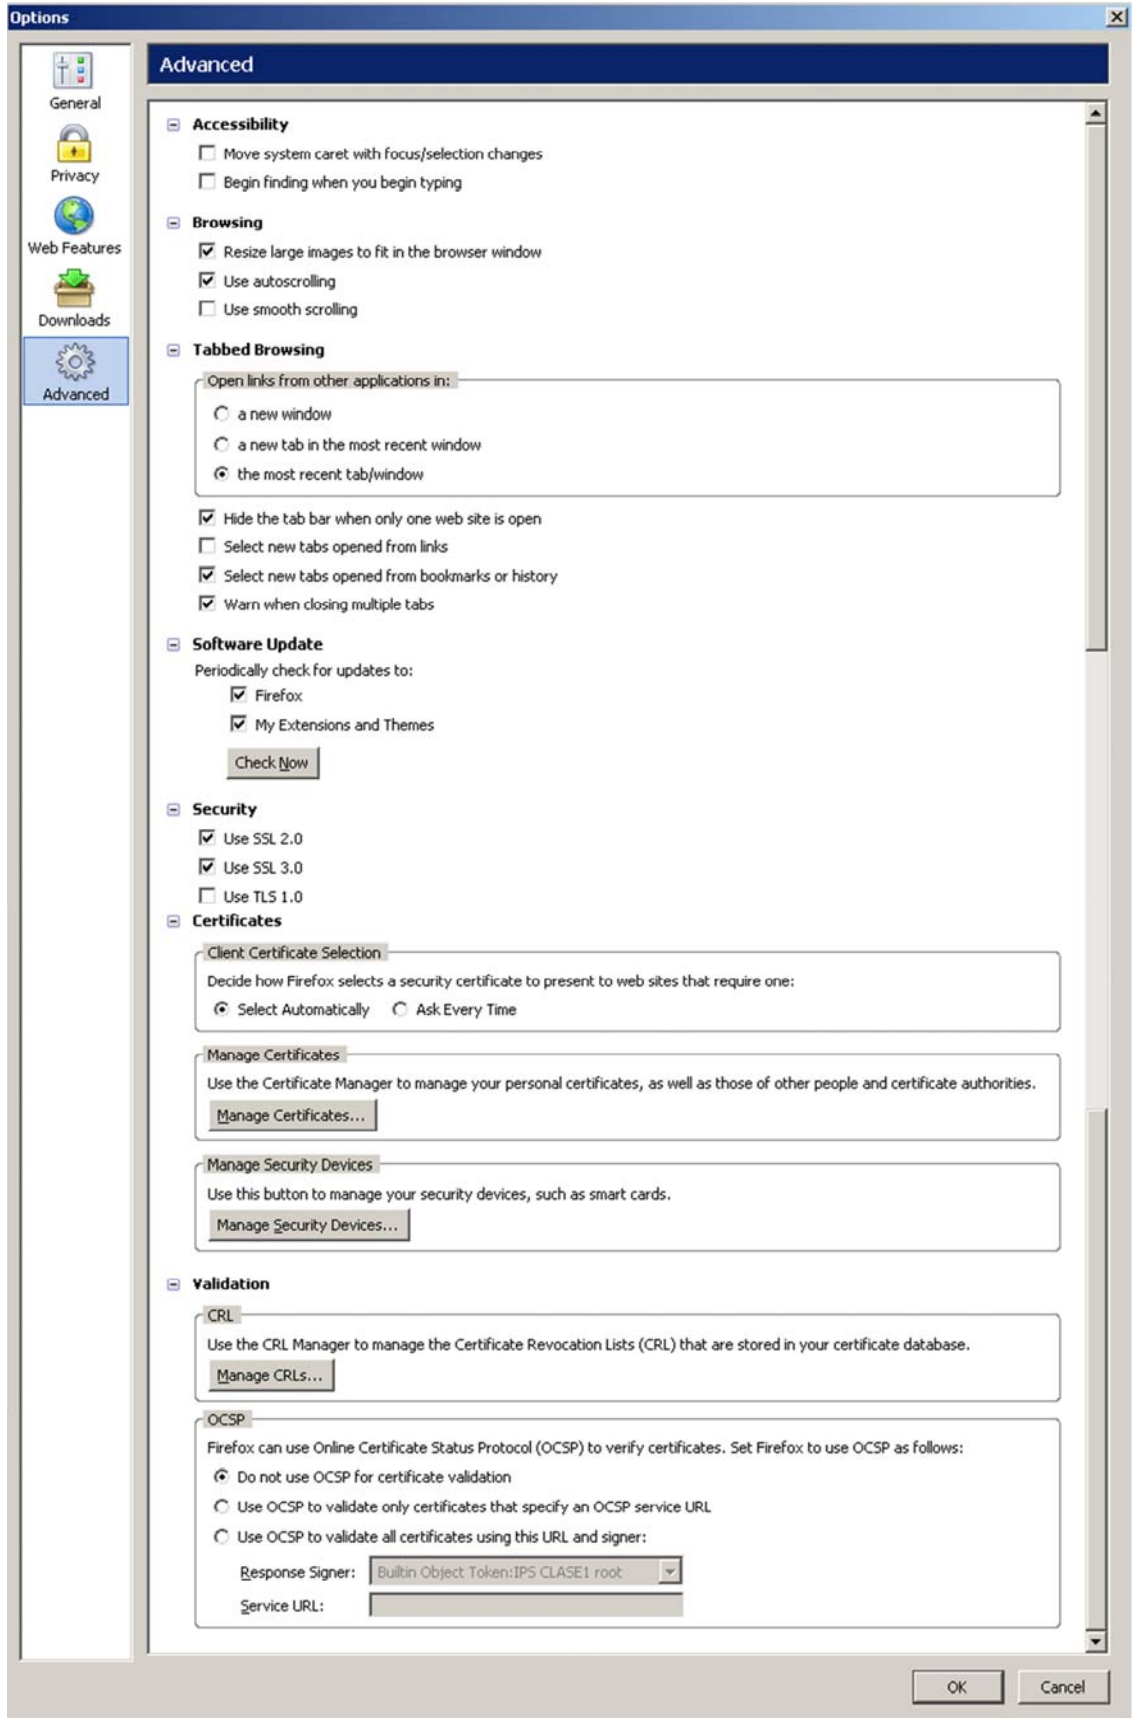 Options
General
Privacy
Web Features
Downloads
Advanced
Advanced
Accessibility
Move system caret with focus/selection changes
Begin finding when you begin typing
Browsing
Resize large images to fit in the browser window
Use autoscrolling
Use smooth scrolling
Tabbed Browsing
Open links from other applications in:
a new window
a new tab in the most recent window
the most recent tab/window
Hide the tab bar when only one web site is open
Select new tabs opened from links
Select new tabs opened from bookmarks or history
Warn when closing multiple tabs
Software Update
Periodically check for updates to:
Firefox
My Extensions and Themes
Check Now
Security
Use SSL 2.0
Use SSL 3.0
Use TLS 1.0
Certificates
Client Certificate Selection
Decide how Firefox selects a security certificate to present to web sites that require one:
Select Automatically Ask Every Time
Manage Certificates
Use the Certificate Manager to manage your personal certificates, as well as those of other people and certificate authorities.
Manage Certificates...
Manage Security Devices
Use this button to manage your security devices, such as smart cards.
Manage Security Devices...
Validation
CRL
Use the CRL Manager to manage the Certificate Revocation Lists (CRL) that are stored in your certificate database.
Manage CRLs...
OCSP
Firefox can use Online Certificate Status Protocol (OCSP) to verify certificates. Set Firefox to use OCSP as follows:
Do not use OCSP for certificate validation
Use OCSP to validate only certificates that specify an OCSP service URL
Use OCSP to validate all certificates using this URL and signer:
Response Signer: Builtin Object Token:IPS CLASE1 root
Service URL:
OK Cancel